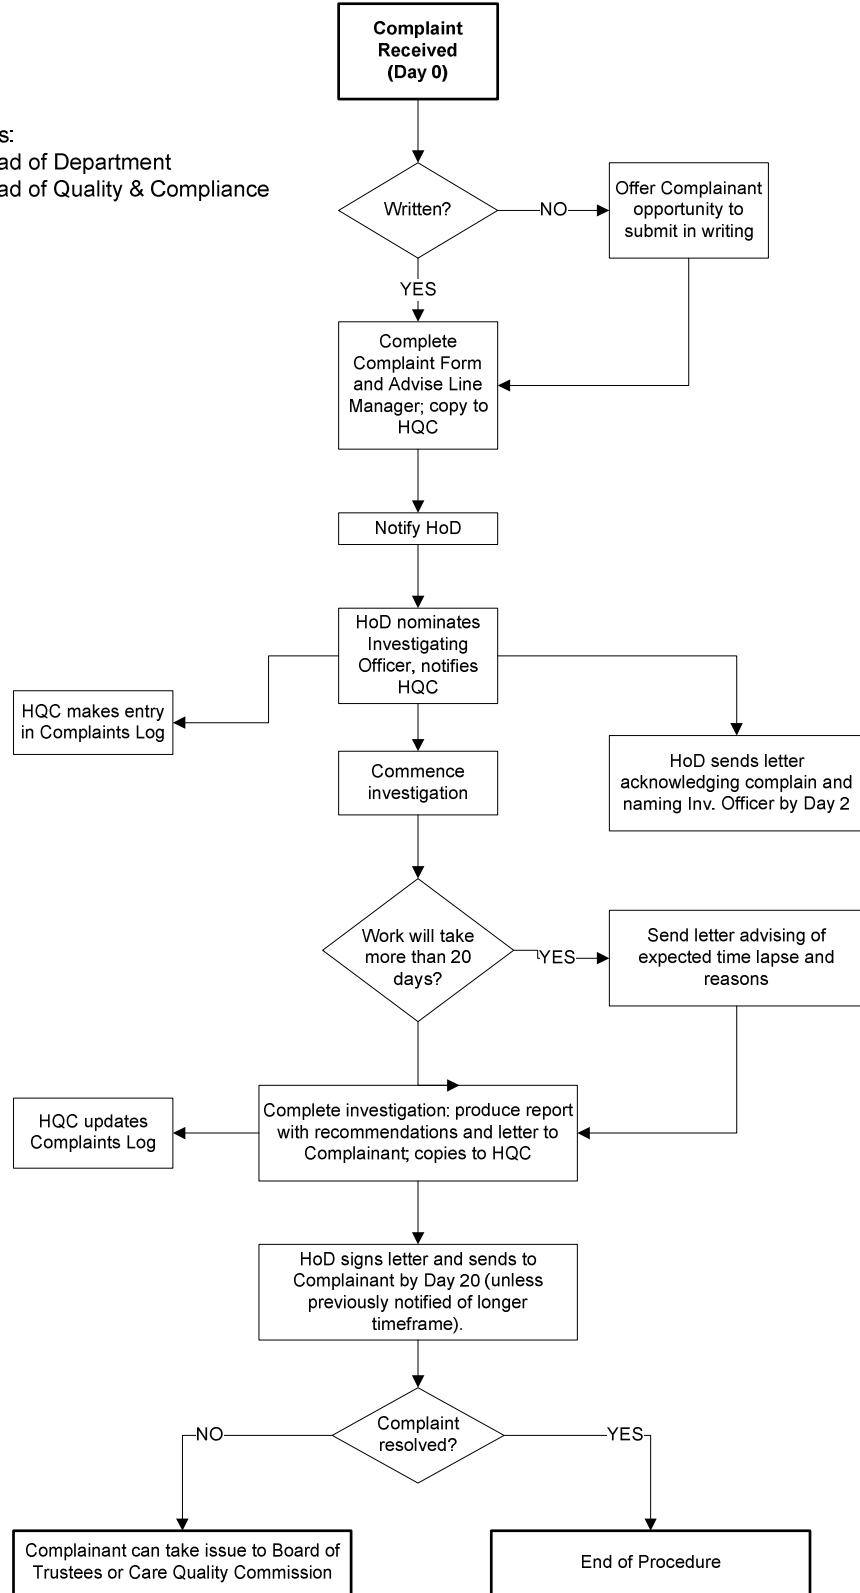 Complaint
Received
(Day 0)
s:
ad of Department
ad of Quality & Compliance
Written?
NO
Offer Complainant
opportunity to
submit in writing
YES
Complete
Complaint Form
and Advise Line
Manager; copy to
HQC
Notify HoD
HoD nominates
Investigating
Officer, notifies
HQC
HQC makes entry
in Complaints Log
Commence
investigation
HoD sends letter
acknowledging complain and
naming Inv. Officer by Day 2
Work will take
more than 20
days?
YES
Send letter advising of
expected time lapse and
reasons
HQC updates
Complaints Log
Complete investigation: produce report
with recommendations and letter to
Complainant; copies to HQC
HoD signs letter and sends to
Complainant by Day 20 (unless
previously notified of longer
timeframe).
Complaint
resolved?
NO
YES
Complainant can take issue to Board of
Trustees or Care Quality Commission
End of Procedure